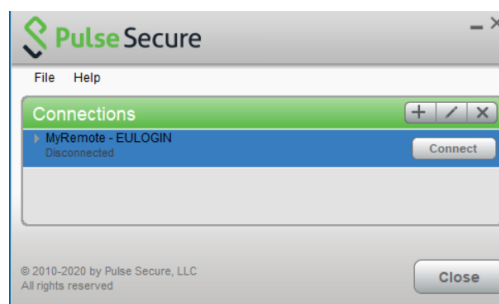 Pulse Secure
File Help
Connections
MyRemote - EULOGIN
Disconnected
Connect
© 2010-2020 by Pulse Secure, LLC
All rights reserved
Close